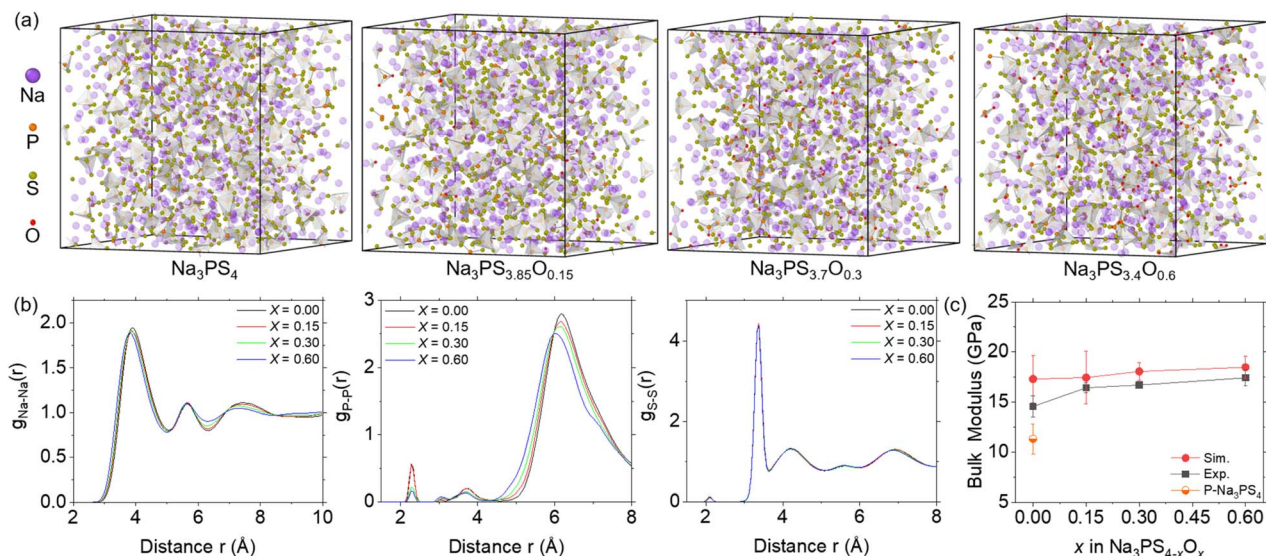 (a)
Na
P
S
O
Na₃PS₄
Na₃PS₃.₈₅O₀.₁₅
Na₃PS₃.₇O₀.₃
Na₃PS₃.₄O₀.₆
(b)
g_Na-Na(r)
2.0
1.5
1.0
0.5
0.0
X = 0.00
X = 0.15
X = 0.30
X = 0.60
2 4 6 8 10
Distance r (Å)
g_P-P(r)
3
2
1
0
X = 0.00
X = 0.15
X = 0.30
X = 0.60
2 4 6 8
Distance r (Å)
g_S-S(r)
4
2
0
X = 0.00
X = 0.15
X = 0.30
X = 0.60
2 4 6 8
Distance r (Å)
(c)
Bulk Modulus (GPa)
25
20
15
10
5
0
Sim.
Exp.
P-Na₃PS₄
0.00 0.15 0.30 0.45 0.60
x in Na₃PS₄₋ₓOₓ